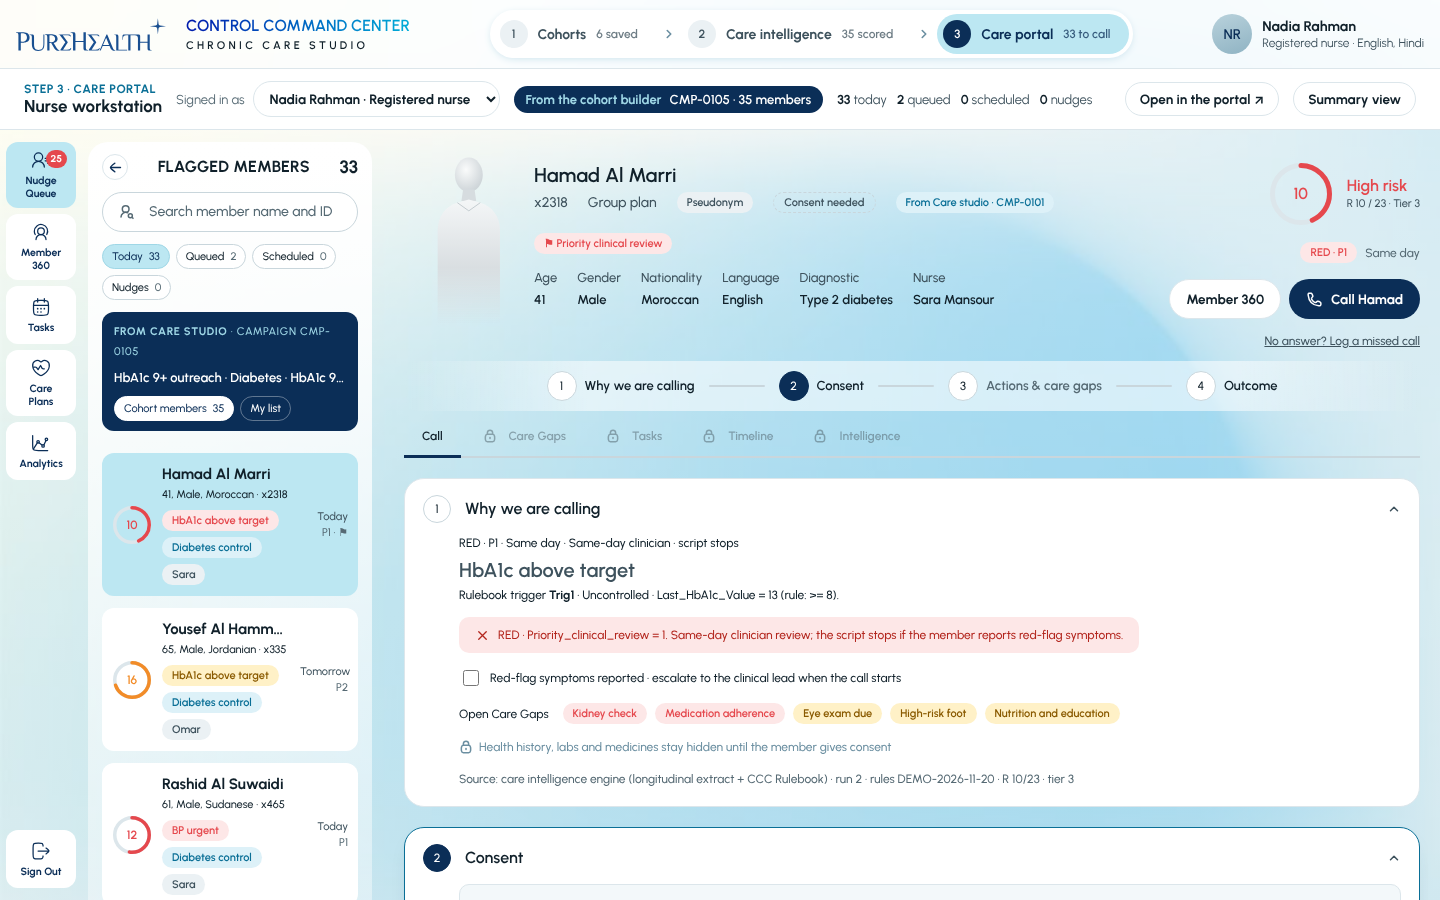 PURΣHΣALTH
CONTROL COMMAND CENTER
CHRONIC CARE STUDIO
1 Cohorts 6 saved
2 Care intelligence 35 scored
3 Care portal 33 to call
NR
Nadia Rahman
Registered nurse · English, Hindi
STEP 3 · CARE PORTAL
Nurse workstation
Signed in as
Nadia Rahman · Registered nurse
From the cohort builder CMP-0105 · 35 members
33 today 2 queued 0 scheduled 0 nudges
Open in the portal ↗
Summary view
25
Nudge
Queue
Member
360
Tasks
Care
Plans
Analytics
Sign Out
FLAGGED MEMBERS 33
Search member name and ID
Today 33
Queued 2
Scheduled 0
Nudges 0
FROM CARE STUDIO · CAMPAIGN CMP-
0105
HbA1c 9+ outreach · Diabetes · HbA1c 9...
Cohort members 35
My list
Hamad Al Marri
41, Male, Moroccan · x2318
10
HbA1c above target
Diabetes control
Sara
Today
P1 · ⚑
Yousef Al Hamm...
65, Male, Jordanian · x335
16
HbA1c above target
Diabetes control
Omar
Tomorrow
P2
Rashid Al Suwaidi
61, Male, Sudanese · x465
12
BP urgent
Diabetes control
Sara
Today
P1
Hamad Al Marri
x2318 Group plan Pseudonym Consent needed From Care studio · CMP-0101
⚑ Priority clinical review
Age Gender Nationality Language Diagnostic Nurse
41 Male Moroccan English Type 2 diabetes Sara Mansour
10
High risk
R 10 / 23 · Tier 3
RED · P1 Same day
Member 360
Call Hamad
No answer? Log a missed call
1 Why we are calling
2 Consent
3 Actions & care gaps
4 Outcome
Call
Care Gaps
Tasks
Timeline
Intelligence
1 Why we are calling
RED · P1 · Same day · Same-day clinician · script stops
HbA1c above target
Rulebook trigger Trig1 · Uncontrolled · Last_HbA1c_Value = 13 (rule: >= 8).
RED · Priority_clinical_review = 1. Same-day clinician review; the script stops if the member reports red-flag symptoms.
Red-flag symptoms reported · escalate to the clinical lead when the call starts
Open Care Gaps Kidney check Medication adherence Eye exam due High-risk foot Nutrition and education
Health history, labs and medicines stay hidden until the member gives consent
Source: care intelligence engine (longitudinal extract + CCC Rulebook) · run 2 · rules DEMO-2026-11-20 · R 10/23 · tier 3
2 Consent